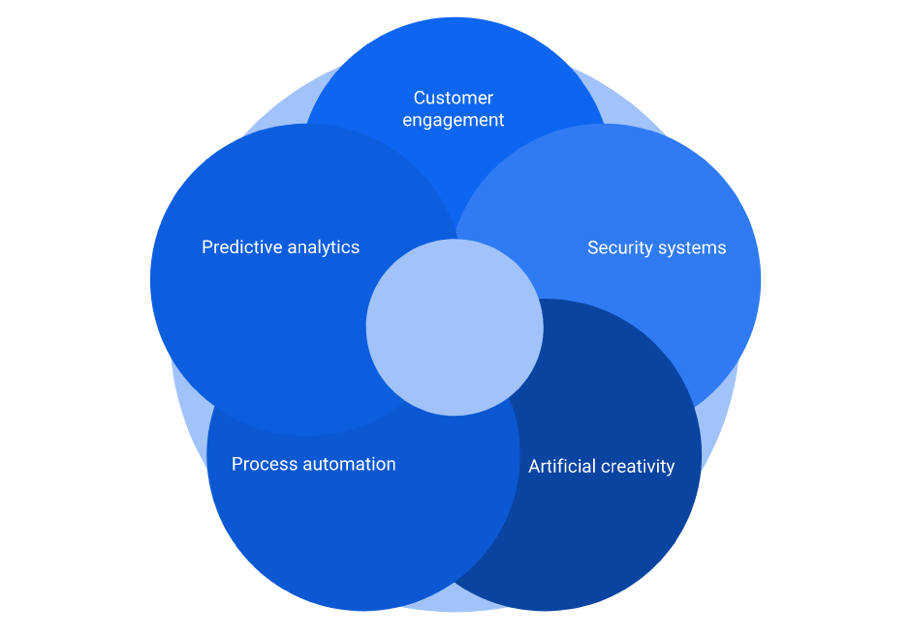 Customer
engagement
Predictive analytics
Security systems
Process automation
Artificial creativity